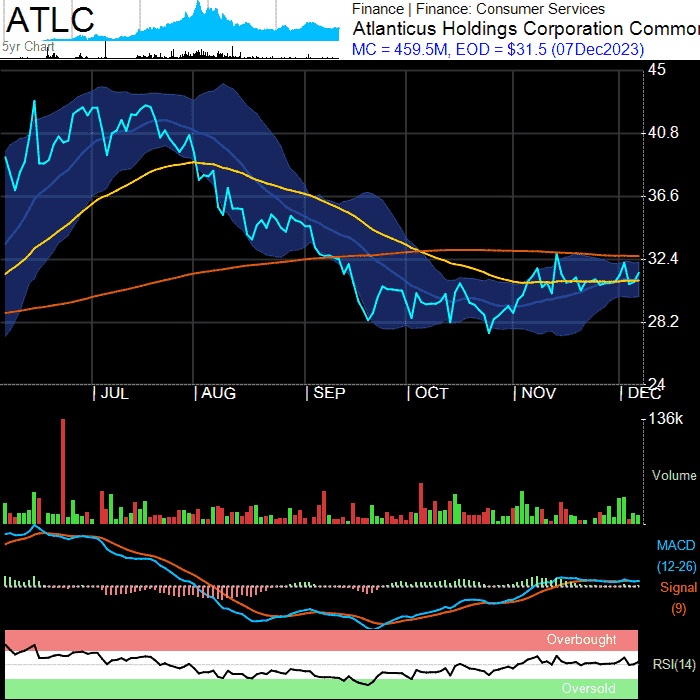 ATLC
5yr Chart
Finance | Finance: Consumer Services
Atlanticus Holdings Corporation Commo
MC = 459.5M, EOD = $31.5 (07Dec2023)
45
40.8
36.6
32.4
28.2
24
| JUL | AUG | SEP | OCT | NOV | DEC
136k
Volume
MACD
(12-26)
Signal
(9)
Overbought
RSI(14)
Oversold